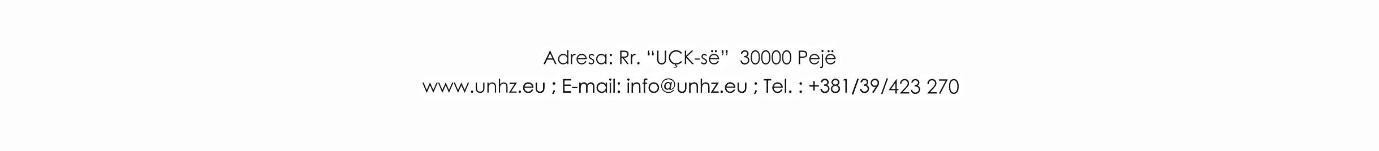 Adresa: Rr. “UÇK-së”  30000 Pejë
www.unhz.eu ; E-mail: info@unhz.eu ; Tel. : +381/39/423 270